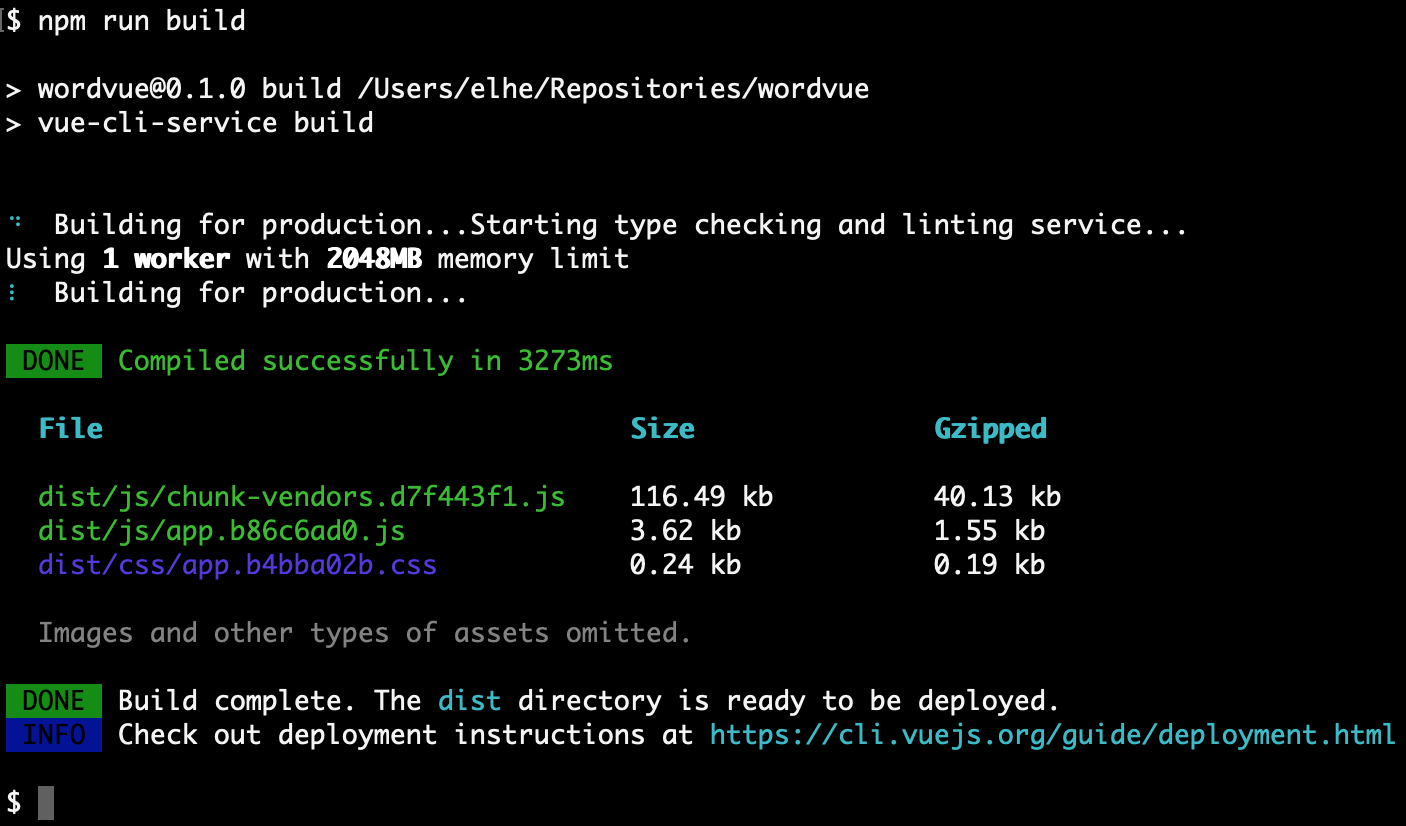 $ npm run build
> wordvue@0.1.0 build /Users/elhe/Repositories/wordvue
> vue-cli-service build
⠙  Building for production...Starting type checking and linting service...
Using 1 worker with 2048MB memory limit
⠇  Building for production...
DONE  Compiled successfully in 3273ms
File Size Gzipped
dist/js/chunk-vendors.d7f443f1.js 116.49 kb 40.13 kb
dist/js/app.b86c6ad0.js 3.62 kb 1.55 kb
dist/css/app.b4bba02b.css 0.24 kb 0.19 kb
Images and other types of assets omitted.
DONE  Build complete. The dist directory is ready to be deployed.
INFO  Check out deployment instructions at https://cli.vuejs.org/guide/deployment.html
$